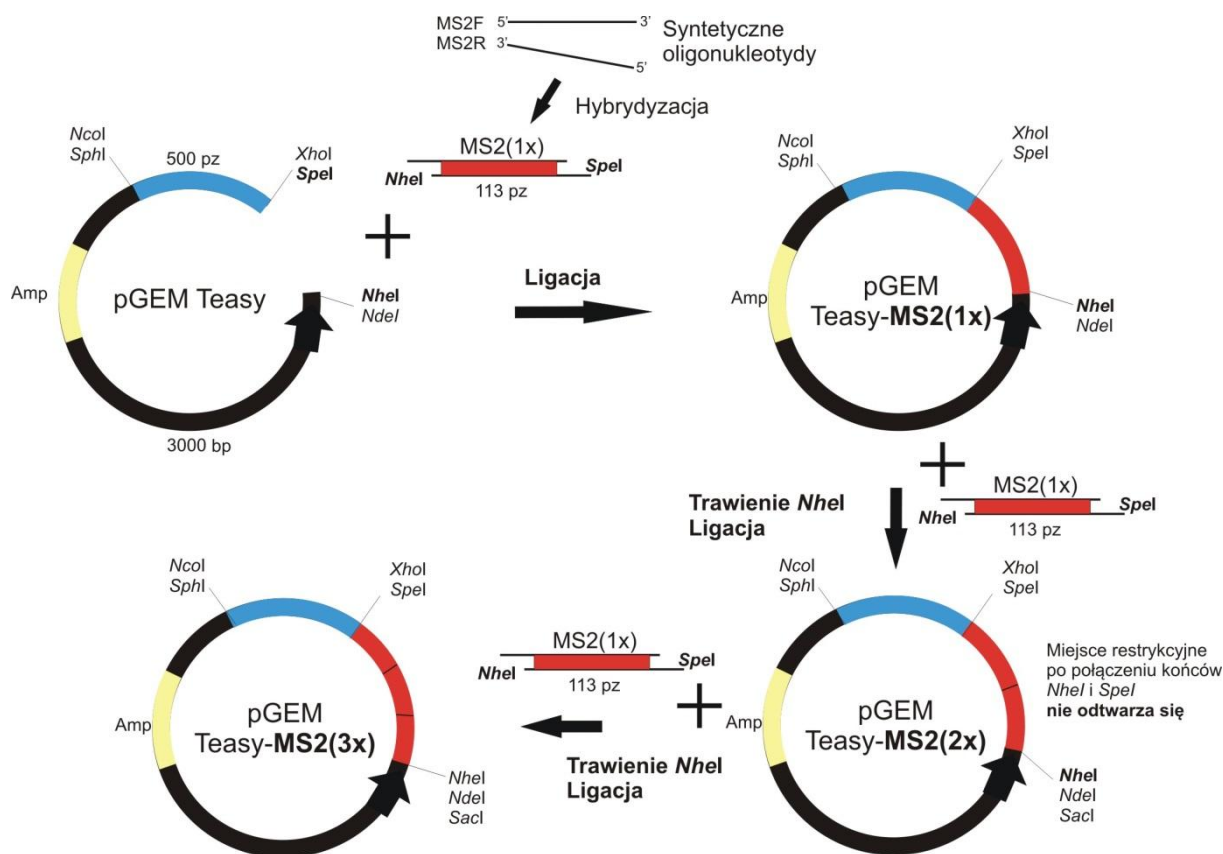 MS2F 5' 3'
MS2R 3' 5'
Syntetyczne
oligonukleotydy
Hybrydyzacja
NcoI
SphI
500 pz
XhoI
SpeI
MS2(1x)
NheI
SpeI
113 pz
Amp
pGEM Teasy
NheI
NdeI
3000 bp
Ligacja
NcoI
SphI
XhoI
SpeI
Amp
pGEM
Teasy-MS2(1x)
NheI
NdeI
Trawienie NheI
Ligacja
MS2(1x)
NheI
SpeI
113 pz
NcoI
SphI
XhoI
SpeI
Amp
pGEM
Teasy-MS2(2x)
Miejsce restrykcyjne
po połączeniu końców
NheI i SpeI
nie odtwarza się
NheI
NdeI
SacI
MS2(1x)
NheI
SpeI
113 pz
Trawienie NheI
Ligacja
NcoI
SphI
XhoI
SpeI
Amp
pGEM
Teasy-MS2(3x)
NheI
NdeI
SacI